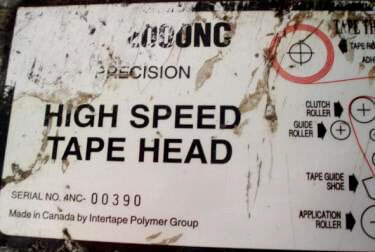 PRECISION
HIGH SPEED
TAPE HEAD
SERIAL NO. 4NC- 00390
Made in Canada by Intertape Polymer Group
TAPE
CLUTCH
ROLLER
GUIDE
ROLLER
TAPE GUIDE
SHOE
APPLICATION
ROLLER